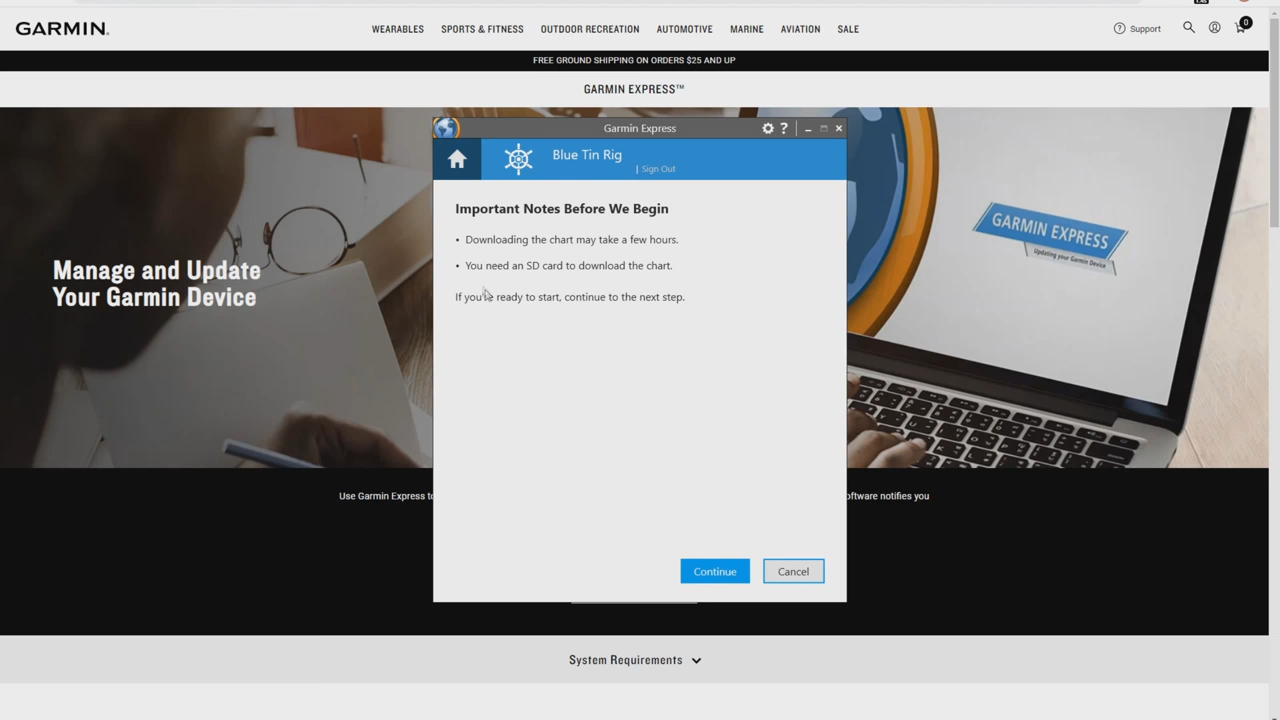 GARMIN.
WEARABLES SPORTS & FITNESS OUTDOOR RECREATION AUTOMOTIVE MARINE AVIATION SALE
Support
0
FREE GROUND SHIPPING ON ORDERS $25 AND UP
GARMIN EXPRESS™
Manage and Update
Your Garmin Device
Garmin Express
Blue Tin Rig
| Sign Out
Important Notes Before We Begin
• Downloading the chart may take a few hours.
• You need an SD card to download the chart.
If you're ready to start, continue to the next step.
Continue
Cancel
GARMIN EXPRESS
Updating your Garmin Device
Use Garmin Express to
oftware notifies you
System Requirements